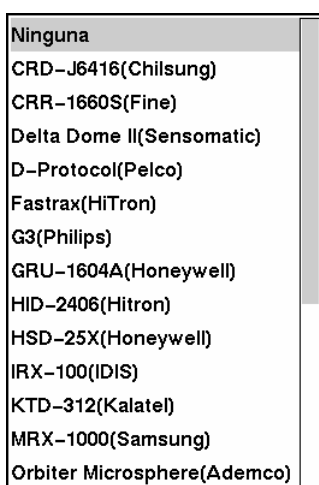 Ninguna
CRD-J6416(Chilsung)
CRR-1660S(Fine)
Delta Dome II(Sensomatic)
D-Protocol(Pelco)
Fastrax(HiTron)
G3(Philips)
GRU-1604A(Honeywell)
HID-2406(Hitron)
HSD-25X(Honeywell)
IRX-100(IDIS)
KTD-312(Kalatel)
MRX-1000(Samsung)
Orbiter Microsphere(Ademco)